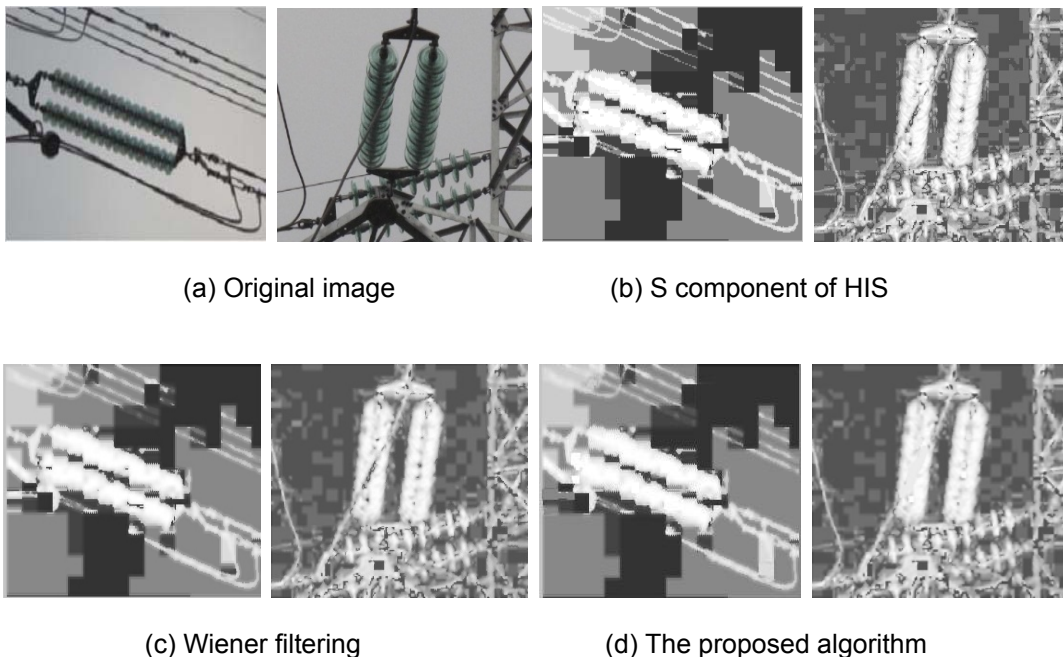 (a) Original image
(b) S component of HIS
(c) Wiener filtering
(d) The proposed algorithm